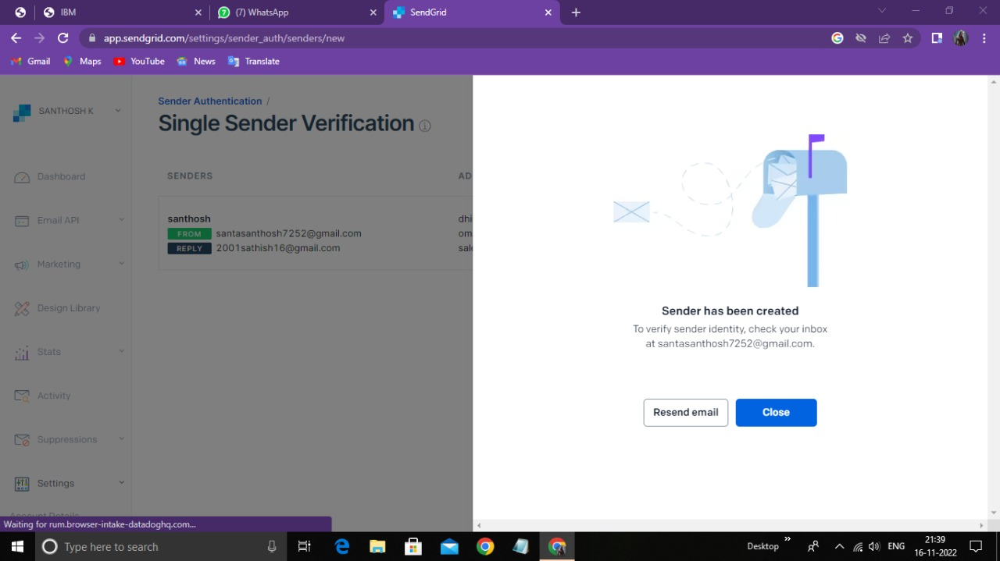 IBM
(7) WhatsApp
SendGrid
app.sendgrid.com/settings/sender_auth/senders/new
Gmail
Maps
YouTube
News
Translate
SANTHOSH K
Dashboard
Email API
Marketing
Design Library
Stats
Activity
Suppressions
Settings
Account Details
Sender Authentication /
Single Sender Verification
SENDERS
AD
santhosh
dhi
FROM santasanthosh7252@gmail.com
om
REPLY 2001sathish16@gmail.com
sale
Sender has been created
To verify sender identity, check your inbox
at santasanthosh7252@gmail.com.
Resend email
Close
Waiting for rum.browser-intake-datadoghq.com...
Type here to search
Desktop
ENG
21:39
16-11-2022